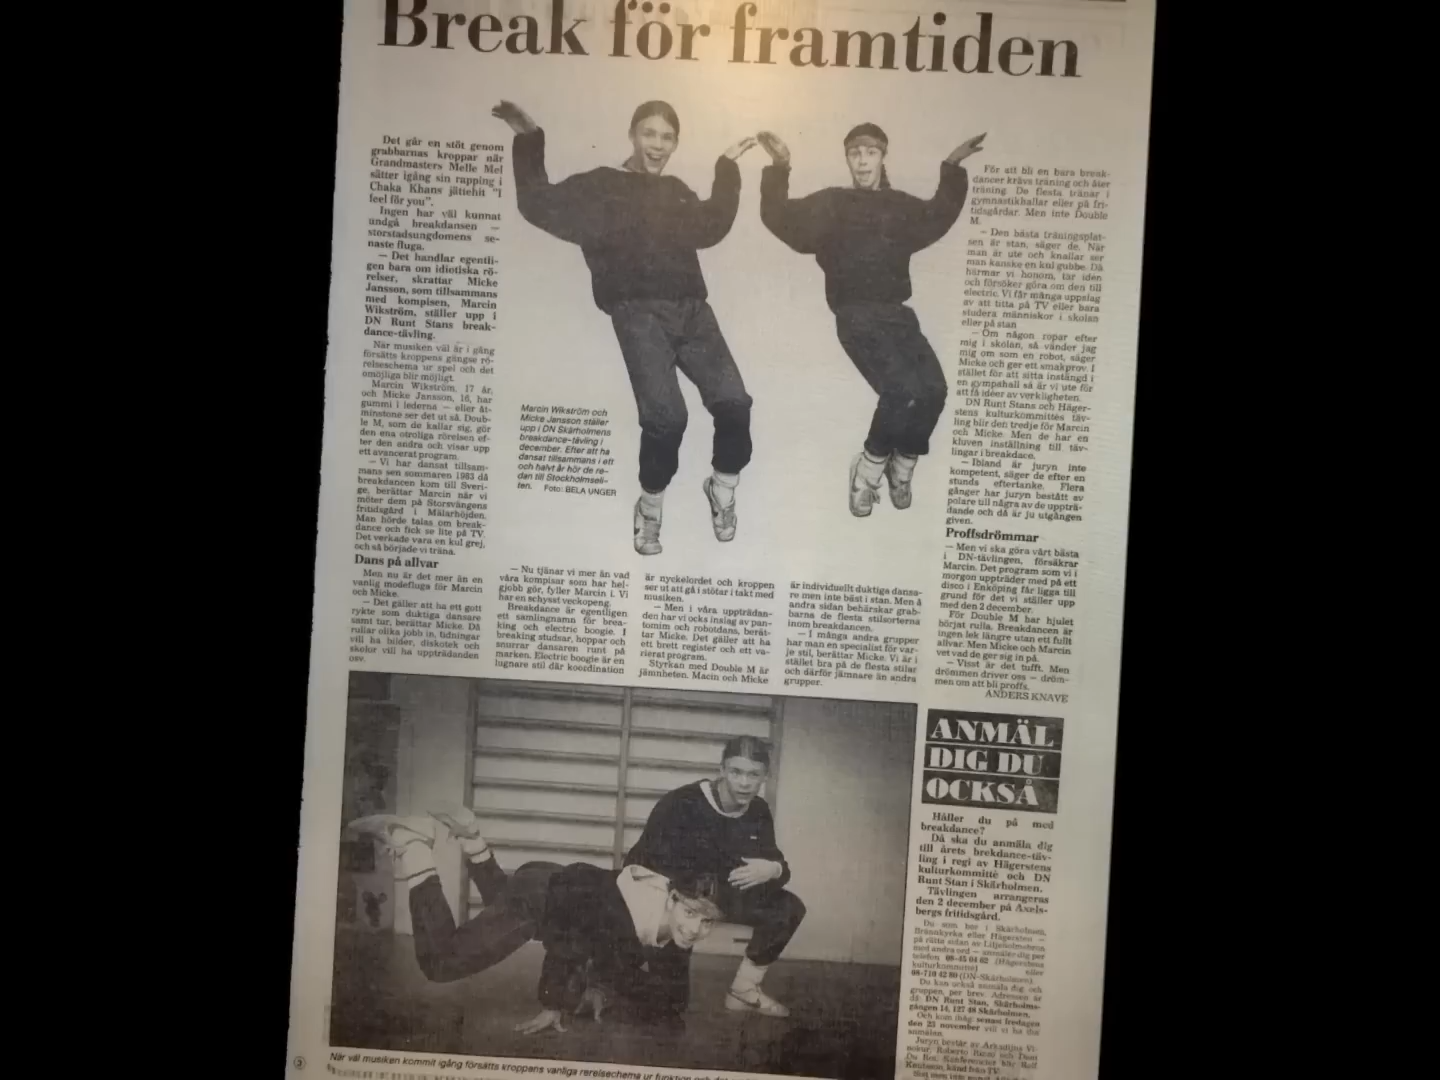 Break för framtiden
Det går en stöt genom
grabbarnas kroppar när
Grandmasters Melle Mel
sätter igång sin rapping i
Chaka Khans jättehit "I
feel för you".
Ingen har väl kunnat
undgå breakdansen —
storstadsungdomens se-
naste fluga.
— Det handlar egentli-
gen bara om idiotiska rö-
relser, skrattar Micke
Jansson, som tillsammans
med kompisen, Marcin
Wikström, ställer upp i
DN Runt Stans break-
dance-tävling.
När musiken väl är i gång
försätts kroppens gängse rö-
relseschema ur spel och det
omöjliga blir möjligt.
Marcin Wikström, 17 år,
och Micke Jansson, 16, har
gummi i lederna — eller åt-
minstone ser det ut så. Doub-
le M, som de kallar sig, gör
den ena otroliga rörelsen ef-
ter den andra och visar upp
ett avancerat program.
— Vi har dansat tillsam-
mans sen sommaren 1983 då
breakdancen kom till Sveri-
ge, berättar Marcin när vi
möter dem på Storsvängens
fritidsgård i Mälarhöjden.
Man hörde talas om break-
dance och fick se lite på TV.
Det verkade vara en kul grej,
och så började vi träna.
Dans på allvar
Men nu är det mer än en
vanlig modefluga för Marcin
och Micke.
— Det gäller att ha ett gott
rykte som duktiga dansare
samt tur, berättar Micke. Då
rullar olika jobb in, tidningar
vill ha bilder, diskotek och
skolor vill ha uppträdanden
osv.
Marcin Wikström och
Micke Jansson ställer
upp i DN Skärholmens
breakdance-tävling i
december. Efter att ha
dansat tillsammans i ett
och halvt år hör de re-
dan till Stockholmseli-
ten. Foto: BELA UNGER
— Nu tjänar vi mer än vad
våra kompisar som har hel-
gjobb gör, fyller Marcin i. Vi
har en schysst veckopeng.
Breakdance är egentligen
ett samlingnamn för brea-
king och electric boogie. I
breaking studsar, hoppar och
snurrar dansaren runt på
marken. Electric boogie är en
lugnare stil där koordination
är nyckelordet och kroppen
ser ut att gå i stötar i takt med
musiken.
— Men i våra uppträdan-
den har vi ocks inslag av pan-
tomim och robotdans, berät-
tar Micke. Det gäller att ha
ett brett register och ett va-
rierat program.
Styrkan med Double M är
jämnheten. Macin och Micke
är individuellt duktiga dansa-
re men inte bäst i stan. Men å
andra sidan behärskar grab-
barna de flesta stilsorterna
inom breakdancen.
— I många andra grupper
har man en specialist för var-
je stil, berättar Micke. Vi är i
stället bra på de flesta stilar
och därför jämnare än andra
grupper.
För att bli en bara break-
dancer krävs träning och åter
träning. De flesta tränar i
gymnastikhallar eller på fri-
tidsgårdar. Men inte Double
M.
— Den bästa träningsplat-
sen är stan, säger de. När
man är ute och knallar ser
man kanske en kul gubbe. Då
härmar vi honom, tar iden
och försöker göra om den till
electric. Vi får många uppslag
av att titta på TV eller bara
studera människor i skolan
eller på stan
— Om någon ropar efter
mig i skolan, så vänder jag
mig om som en robot, säger
Micke och ger ett smakprov. I
stället för att sitta instängd i
en gympahall så är vi ute för
att få idéer av verkligheten.
DN Runt Stans och Häger-
stens kulturkommittés täv-
ling blir den tredje för Marcin
och Micke. Men de har en
kluven inställning till täv-
lingar i breakdace.
— Ibland är juryn inte
kompetent, säger de efter en
stunds eftertanke. Flera
gånger har juryn bestått av
polare till några av de uppträ-
dande och då är ju utgången
given.
Proffsdrömmar
— Men vi ska göra vårt bästa
i DN-tävlingen, försäkrar
Marcin. Det program som vi i
morgon uppträder med på ett
disco i Enköping får ligga till
grund för det vi ställer upp
med den 2 december.
För Double M har hjulet
börjat rulla. Breakdancen är
ingen lek längre utan ett fullt
allvar. Men Micke och Marcin
vet vad de ger sig in på.
— Visst är det tufft. Men
drömmen driver oss — dröm-
men om att bli proffs.
ANDERS KNAVE
ANMÄL
DIG DU
OCKSÅ
Håller du på med
breakdance?
Då ska du anmäla dig
till årets brekdance-täv-
ling i regi av Hägerstens
kulturkommitté och DN
Runt Stan i Skärholmen.
Tävlingen arrangeras
den 2 december på Axels-
bergs fritidsgård.
Du som bor i Skärholmen,
Brännkyrka eller Hägersten —
på rätta sidan av Liljeholmsbron
med andra ord — anmäler dig per
telefon (Hägerstens
kulturkommitté) eller
(DN-Skärholmen).
Du kan också anmäla dig, och
gruppen, per brev. Adressen är
då: DN Runt Stan, Skärholms-
gången 14, 127 48 Skärholmen.
Och kom ihåg: senast fredagen
den 23 november vill vi ha din
anmälan.
Juryn består av
2
När väl musiken kommit igång försätts kroppens vanliga rörelseschema ur funktion och